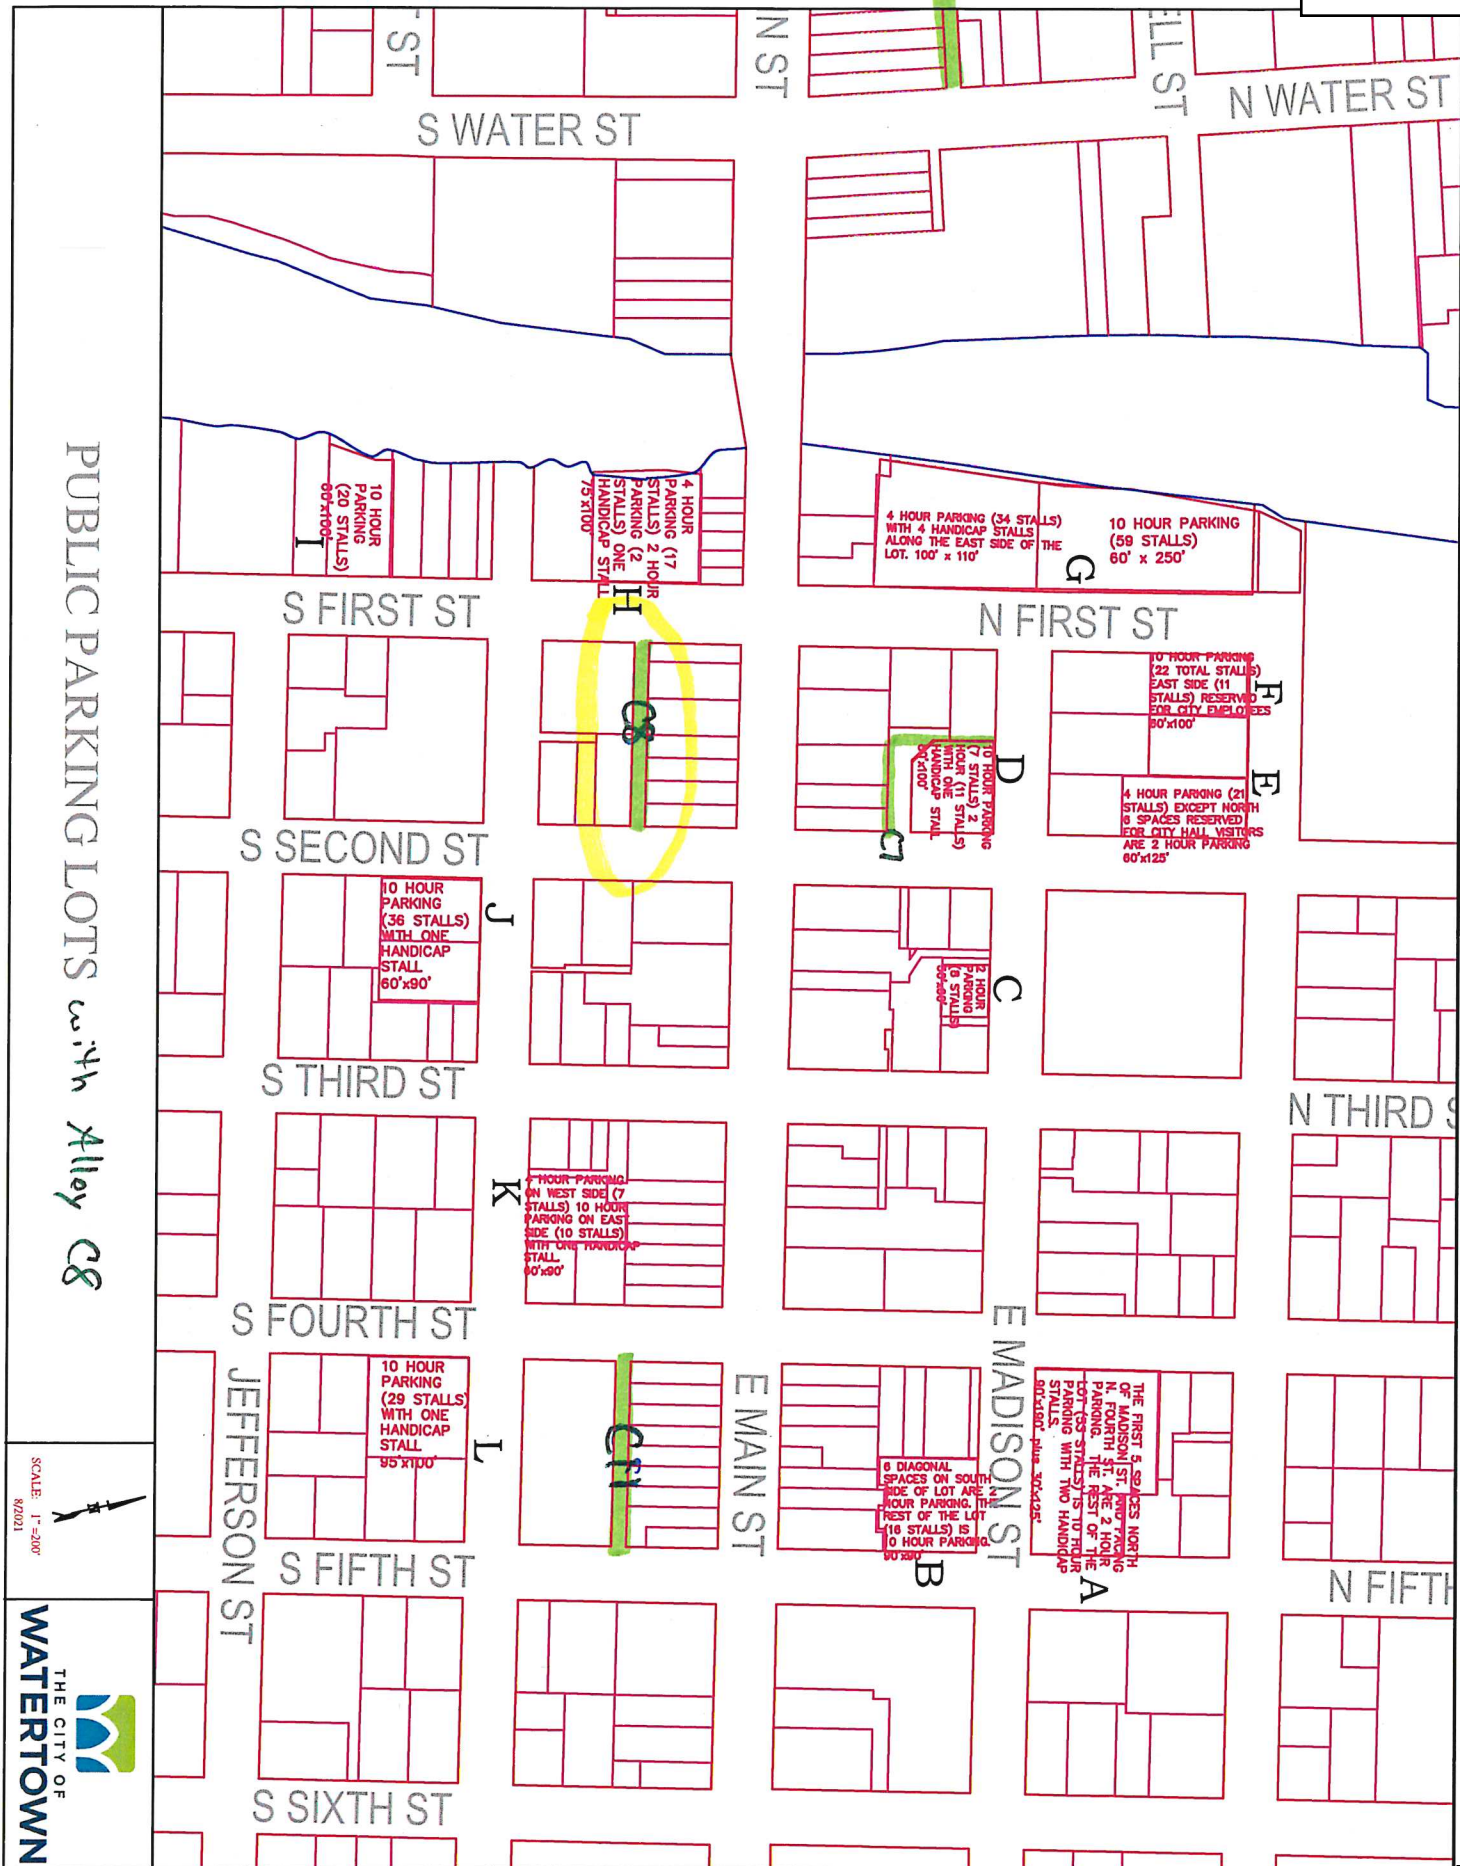 ST
N ST
ELL ST
N WATER ST
S WATER ST
10 HOUR
PARKING
(20 STALLS)
60'x100'
I
4 HOUR
PARKING (17
STALLS) 2 HOUR
PARKING (2
STALLS) ONE
HANDICAP STALL
75'x100'
H
4 HOUR PARKING (34 STALLS)
WITH 4 HANDICAP STALLS
ALONG THE EAST SIDE OF THE
LOT. 100' x 110'
10 HOUR PARKING
(59 STALLS)
60' x 250'
G
S FIRST ST
N FIRST ST
C8
10 HOUR PARKING
(7 STALLS) 2
HOUR (11 STALLS)
WITH ONE
HANDICAP STALL
D
C7
10 HOUR PARKING
(22 TOTAL STALLS)
EAST SIDE (11
STALLS) RESERVED
FOR CITY EMPLOYEES
60'x100'
F
4 HOUR PARKING (21
STALLS) EXCEPT NORTH
6 SPACES RESERVED
FOR CITY HALL VISITORS
ARE 2 HOUR PARKING
60'x125'
E
S SECOND ST
10 HOUR
PARKING
(36 STALLS)
WITH ONE
HANDICAP
STALL
60'x90'
J
2 HOUR
PARKING
(8 STALLS)
C
S THIRD ST
N THIRD S
HOUR PARKING
ON WEST SIDE (7
STALLS) 10 HOUR
PARKING ON EAST
SIDE (10 STALLS)
WITH ONE HANDICAP
STALL.
60'x90'
K
S FOURTH ST
JEFFERSON ST
E MAIN ST
E MADISON ST
10 HOUR
PARKING
(29 STALLS)
WITH ONE
HANDICAP
STALL
95'x100'
L
6 DIAGONAL
SPACES ON SOUTH
SIDE OF LOT ARE 2
HOUR PARKING. THE
REST OF THE LOT
(16 STALLS) IS
10 HOUR PARKING.
90'x90'
B
THE FIRST 5 SPACES NORTH
OF MADISON ST. AND FACING
N. FOURTH ST. ARE 2 HOUR
PARKING. THE REST OF THE
LOT STALLS) IS 10 HOUR
PARKING WITH TWO HANDICAP
STALLS.
plus 30'x125'
A
S FIFTH ST
N FIFTH
S SIXTH ST
PUBLIC PARKING LOTS with Alley C8
SCALE: 1"=200'
8/2021
N
THE CITY OF
WATERTOWN